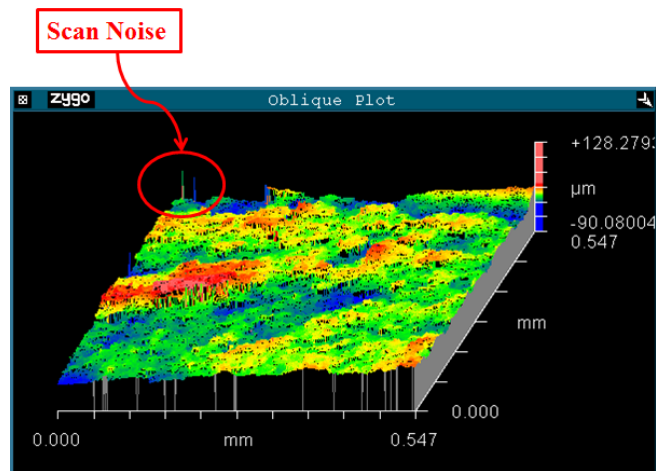 Scan Noise
zygo
Oblique Plot
+128.2793
µm
-90.08004
0.547
mm
0.000
0.000
mm
0.547